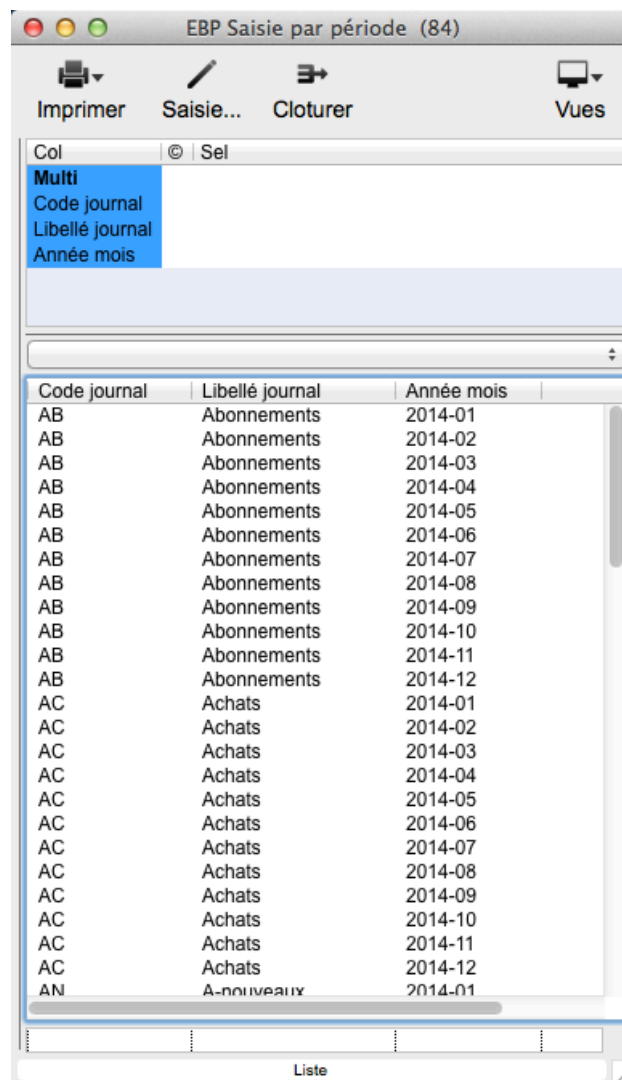 EBP Saisie par période (84)
Imprimer Saisie... Cloturer Vues
Col © Sel
Multi
Code journal
Libellé journal
Année mois
Code journal Libellé journal Année mois
AB Abonnements 2014-01
AB Abonnements 2014-02
AB Abonnements 2014-03
AB Abonnements 2014-04
AB Abonnements 2014-05
AB Abonnements 2014-06
AB Abonnements 2014-07
AB Abonnements 2014-08
AB Abonnements 2014-09
AB Abonnements 2014-10
AB Abonnements 2014-11
AB Abonnements 2014-12
AC Achats 2014-01
AC Achats 2014-02
AC Achats 2014-03
AC Achats 2014-04
AC Achats 2014-05
AC Achats 2014-06
AC Achats 2014-07
AC Achats 2014-08
AC Achats 2014-09
AC Achats 2014-10
AC Achats 2014-11
AC Achats 2014-12
AN A-nouveaux 2014-01
Liste